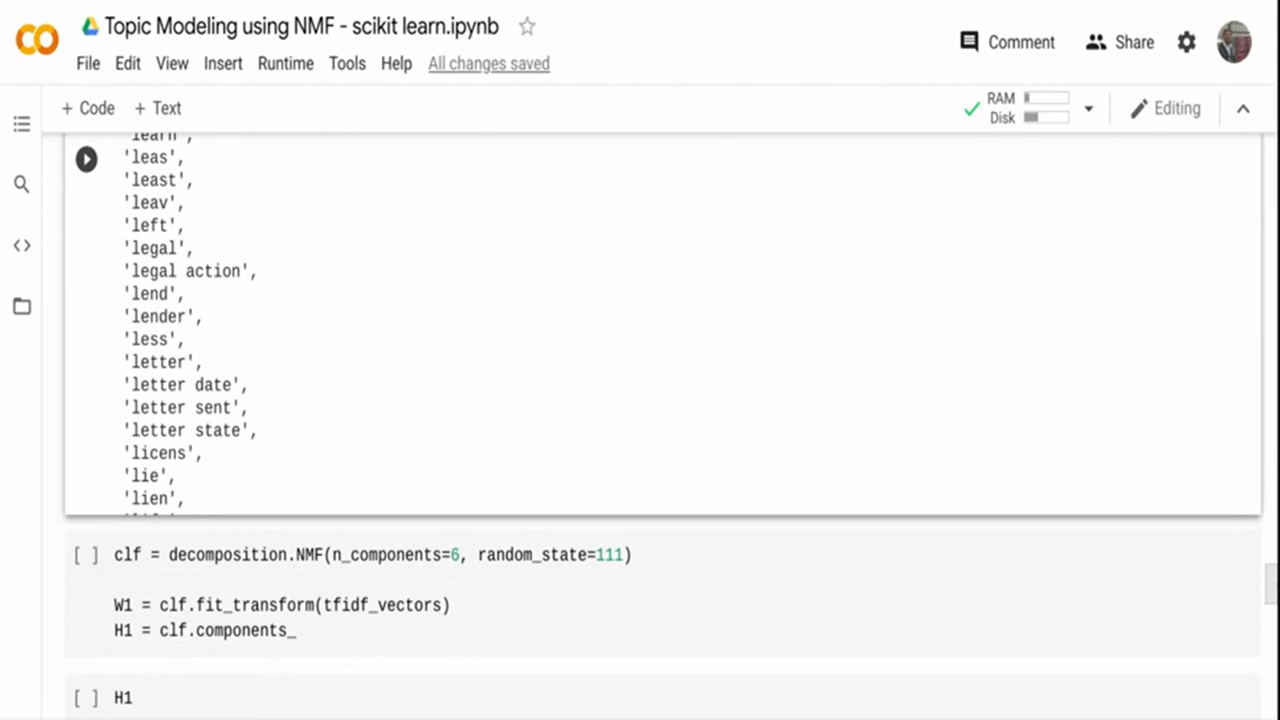 Topic Modeling using NMF - scikit learn.ipynb
File Edit View Insert Runtime Tools Help All changes saved
Comment Share
+ Code + Text
RAM
Disk
Editing
'learn',
'leas',
'least',
'leav',
'left',
'legal',
'legal action',
'lend',
'lender',
'less',
'letter',
'letter date',
'letter sent',
'letter state',
'licens',
'lie',
'lien',
[ ] clf = decomposition.NMF(n_components=6, random_state=111)
W1 = clf.fit_transform(tfidf_vectors)
H1 = clf.components_
[ ] H1